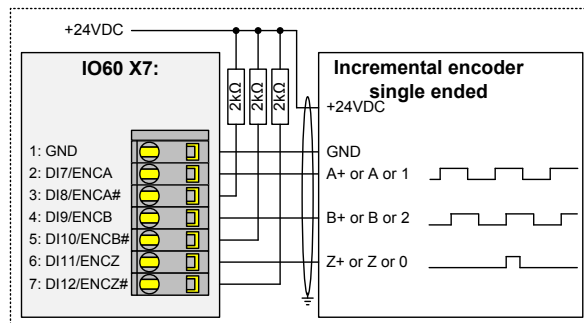 +24VDC
IO60 X7:
2kΩ
2kΩ
2kΩ
Incremental encoder
single ended
+24VDC
1: GND
2: DI7/ENCA
3: DI8/ENCA#
4: DI9/ENCB
5: DI10/ENCB#
6: DI11/ENCZ
7: DI12/ENCZ#
GND
A+ or A or 1
B+ or B or 2
Z+ or Z or 0